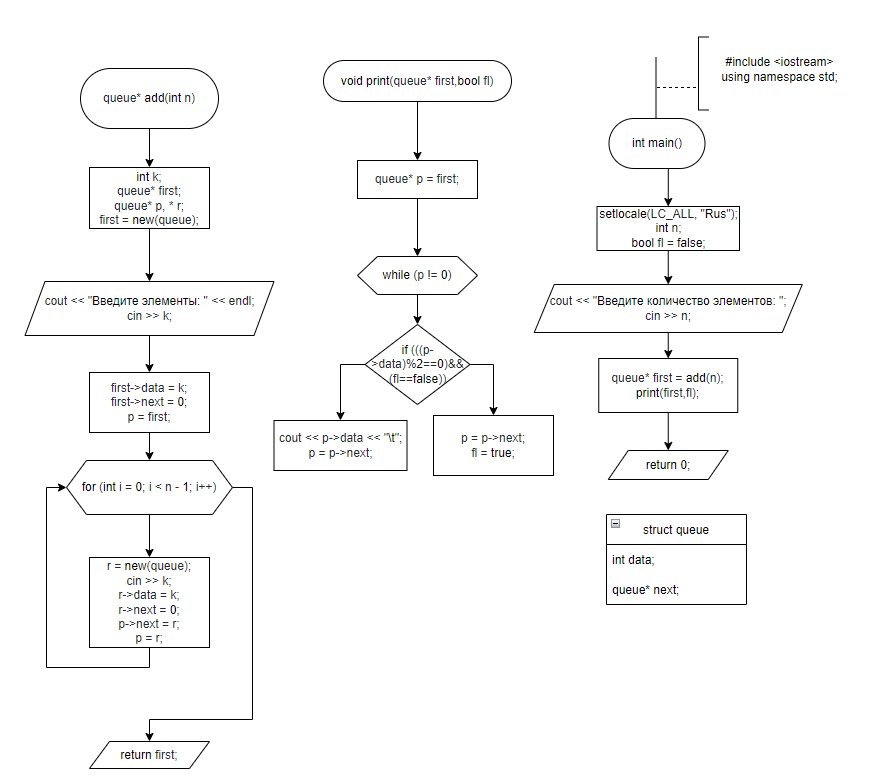 queue* add(int n)
int k;
queue* first;
queue* p, * r;
first = new(queue);
cout << "Введите элементы: " << endl;
cin >> k;
first->data = k;
first->next = 0;
p = first;
for (int i = 0; i < n - 1; i++)
r = new(queue);
cin >> k;
r->data = k;
r->next = 0;
p->next = r;
p = r;
return first;
void print(queue* first,bool fl)
queue* p = first;
while (p != 0)
if (((p-
>data)%2==0)&&
(fl==false))
cout << p->data << "\t";
p = p->next;
p = p->next;
fl = true;
#include <iostream>
using namespace std;
int main()
setlocale(LC_ALL, "Rus");
int n;
bool fl = false;
cout << "Введите количество элементов: ";
cin >> n;
queue* first = add(n);
print(first,fl);
return 0;
struct queue
int data;
queue* next;